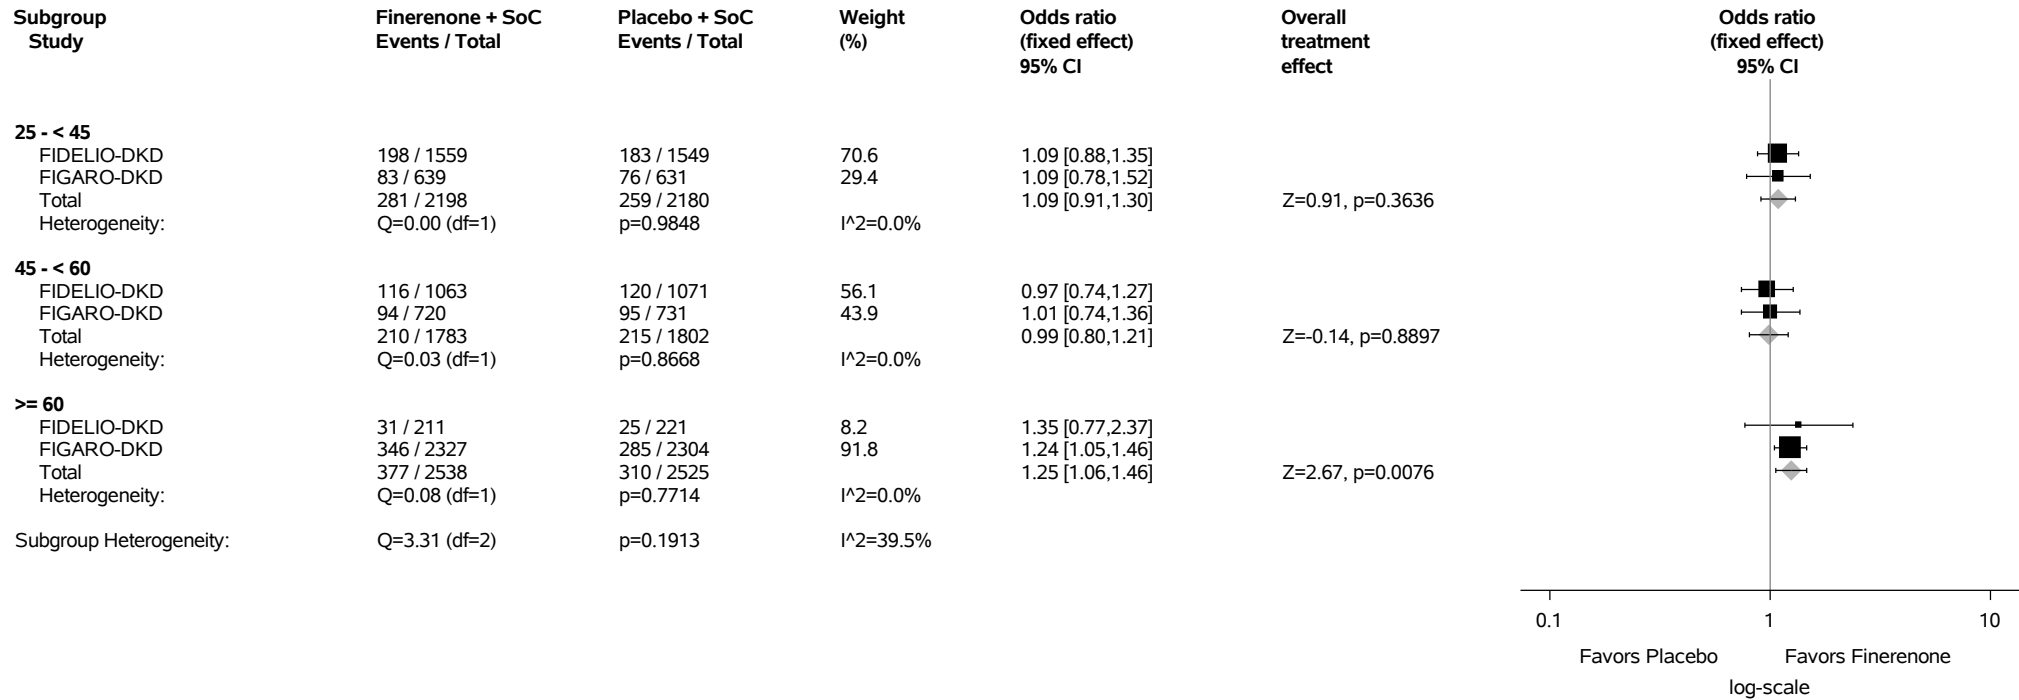 Subgroup Finerenone + SoC Placebo + SoC Weight Odds ratio Overall Odds ratio
Study Events / Total Events / Total (%) (fixed effect) treatment (fixed effect)
95% CI effect 95% CI
25 - < 45
FIDELIO-DKD 198 / 1559 183 / 1549 70.6 1.09 [0.88,1.35]
FIGARO-DKD 83 / 639 76 / 631 29.4 1.09 [0.78,1.52]
Total 281 / 2198 259 / 2180 1.09 [0.91,1.30] Z=0.91, p=0.3636
Heterogeneity: Q=0.00 (df=1) p=0.9848 I^2=0.0%
45 - < 60
FIDELIO-DKD 116 / 1063 120 / 1071 56.1 0.97 [0.74,1.27]
FIGARO-DKD 94 / 720 95 / 731 43.9 1.01 [0.74,1.36]
Total 210 / 1783 215 / 1802 0.99 [0.80,1.21] Z=-0.14, p=0.8897
Heterogeneity: Q=0.03 (df=1) p=0.8668 I^2=0.0%
>= 60
FIDELIO-DKD 31 / 211 25 / 221 8.2 1.35 [0.77,2.37]
FIGARO-DKD 346 / 2327 285 / 2304 91.8 1.24 [1.05,1.46]
Total 377 / 2538 310 / 2525 1.25 [1.06,1.46] Z=2.67, p=0.0076
Heterogeneity: Q=0.08 (df=1) p=0.7714 I^2=0.0%
Subgroup Heterogeneity: Q=3.31 (df=2) p=0.1913 I^2=39.5%
0.1 1 10
Favors Placebo Favors Finerenone
log-scale